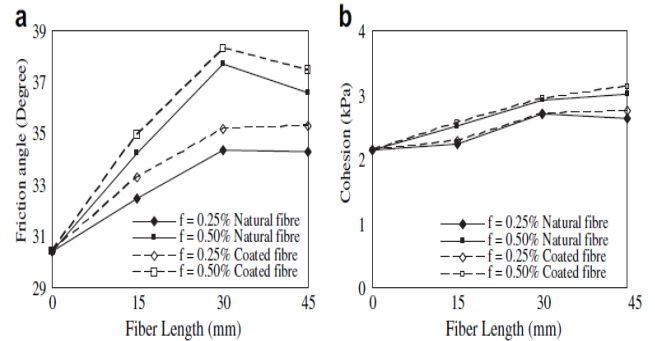 a
Friction angle (Degree)
39
37
35
33
31
29
f = 0.25% Natural fibre
f = 0.50% Natural fibre
f = 0.25% Coated fibre
f = 0.50% Coated fibre
0 15 30 45
Fiber Length (mm)
b
Cohesion (kPa)
4
3
2
1
0
f = 0.25% Natural fibre
f = 0.50% Natural fibre
f = 0.25% Coated fibre
f = 0.50% Coated fibre
0 15 30 45
Fiber Length (mm)